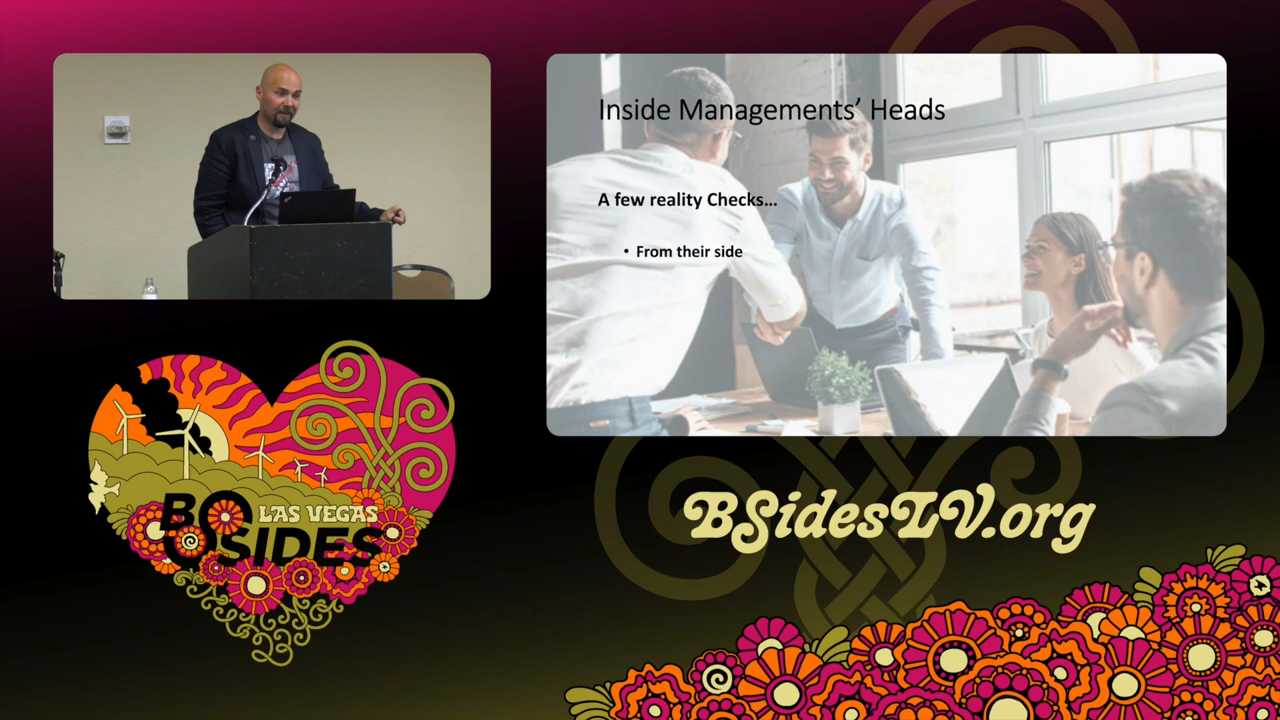 Inside Managements’ Heads
A few reality Checks...
• From their side
BSidesLV.org
LAS VEGAS
BSIDES